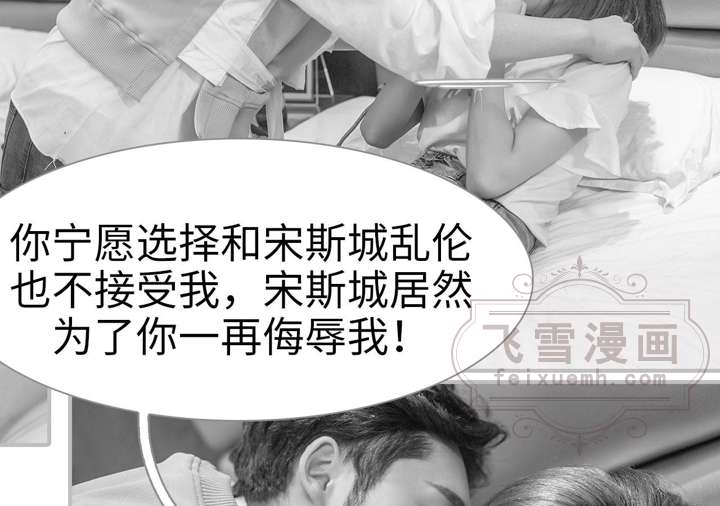 你宁愿选择和宋斯城乱伦
也不接受我，宋斯城居然
为了你一再侮辱我！
飞雪漫画
feixuemh.com